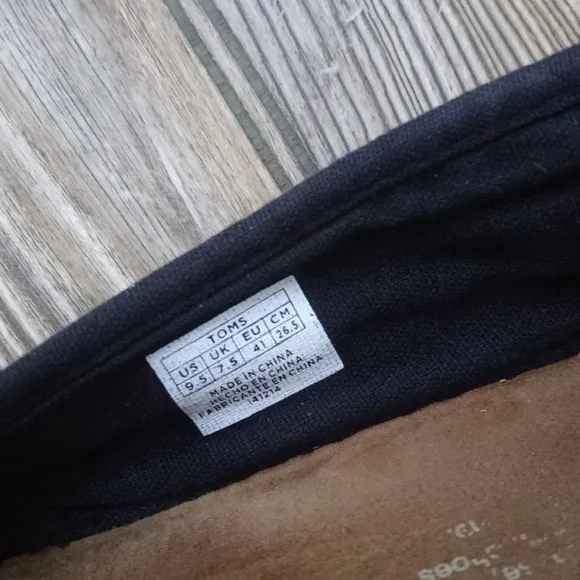 TOMS
US UK EU CM
9.5 7.5 41 26.5
MADE IN CHINA
HECHO EN CHINA
FABRICANTE EN CHINA
141214